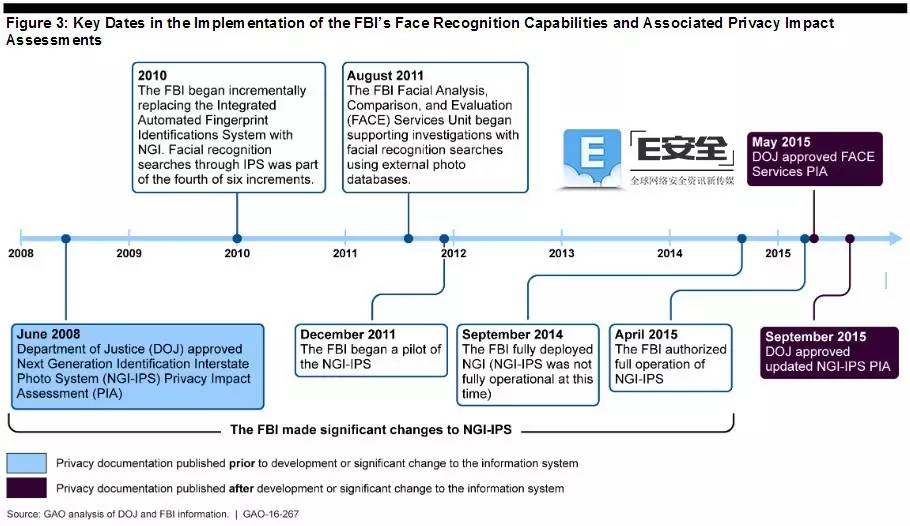 Figure 3: Key Dates in the Implementation of the FBI's Face Recognition Capabilities and Associated Privacy Impact
Assessments
2010
The FBI began incrementally
replacing the Integrated
Automated Fingerprint
Identifications System with
NGI. Facial recognition
searches through IPS was part
of the fourth of six increments.
August 2011
The FBI Facial Analysis,
Comparison, and Evaluation
(FACE) Services Unit began
supporting investigations with
facial recognition searches
using external photo
databases.
E
E安全
全球网络安全资讯新传媒
May 2015
DOJ approved FACE
Services PIA
2008 2009 2010 2011 2012 2013 2014 2015
June 2008
Department of Justice (DOJ) approved
Next Generation Identification Interstate
Photo System (NGI-IPS) Privacy Impact
Assessment (PIA)
December 2011
The FBI began a pilot of
the NGI-IPS
September 2014
The FBI fully deployed
NGI (NGI-IPS was not
fully operational at this
time)
April 2015
The FBI authorized
full operation of
NGI-IPS
September 2015
DOJ approved
updated NGI-IPS PIA
The FBI made significant changes to NGI-IPS
Privacy documentation published prior to development or significant change to the information system
Privacy documentation published after development or significant change to the information system
Source: GAO analysis of DOJ and FBI information. | GAO-16-267